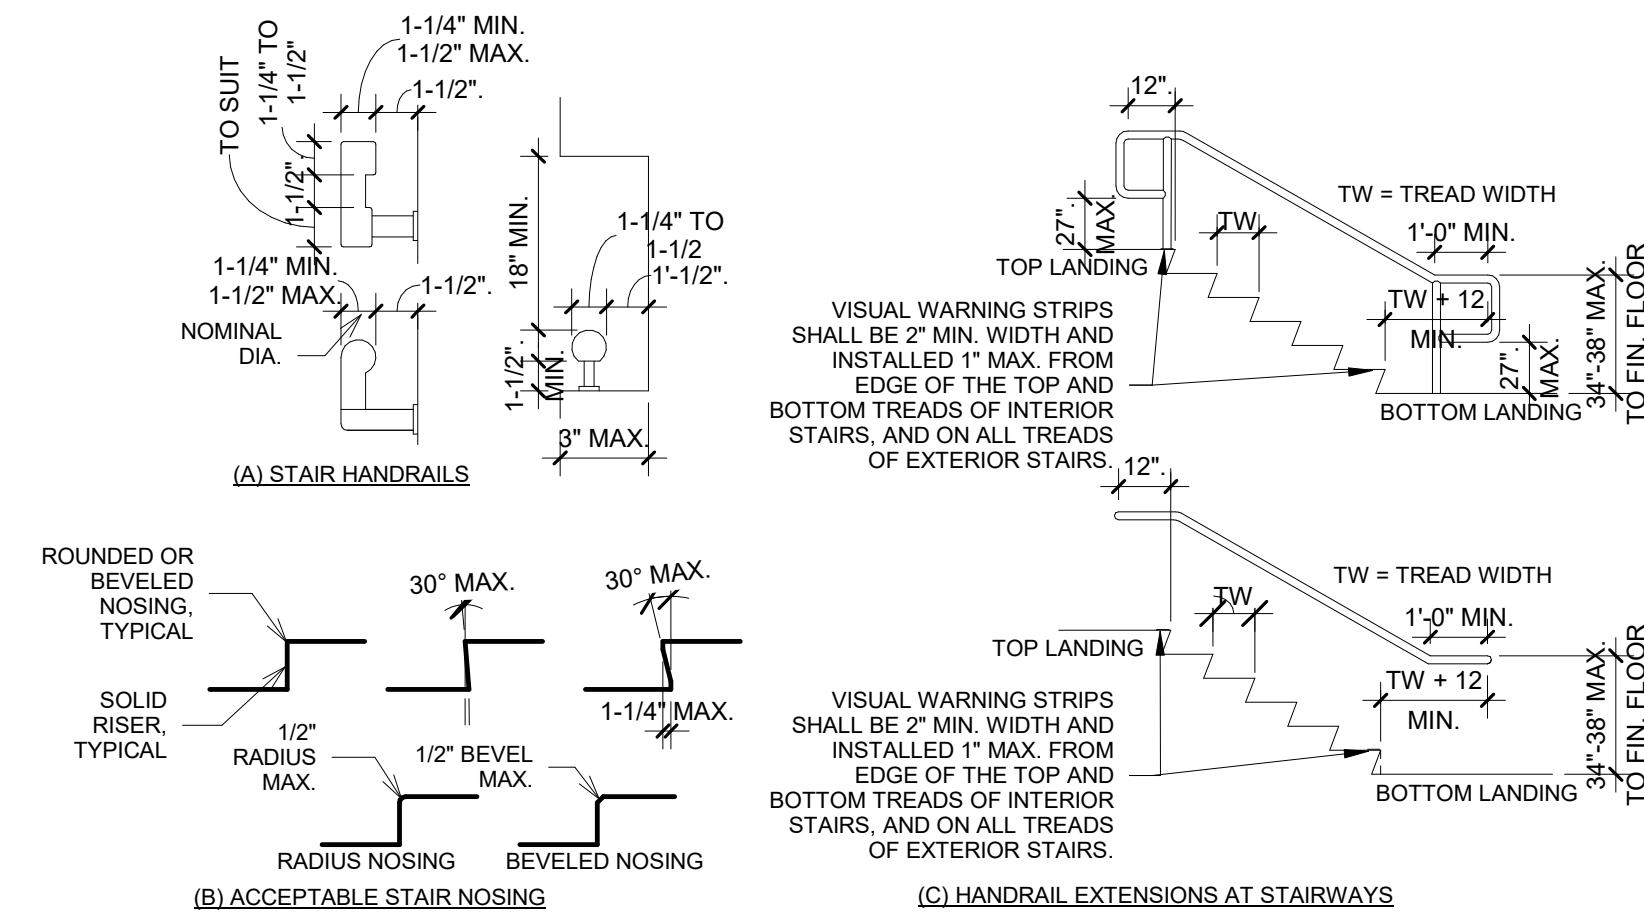 1-1/4" MIN.
1-1/2" MAX.
1-1/2".
TO SUIT
1-1/4" TO
1-1/2"
1-1/2".
1-1/4" MIN.
1-1/2" MAX.
1-1/2".
NOMINAL
DIA.
18" MIN.
1-1/4" TO
1-1/2
1'-1/2".
1-1/2".
MIN.
3" MAX.
(A) STAIR HANDRAILS
ROUNDED OR
BEVELED
NOSING,
TYPICAL
SOLID
RISER,
TYPICAL
30° MAX.
30° MAX.
1-1/4" MAX.
1/2"
RADIUS
MAX.
1/2" BEVEL
MAX.
RADIUS NOSING
BEVELED NOSING
(B) ACCEPTABLE STAIR NOSING
12".
27".
MAX.
TW
TW = TREAD WIDTH
1'-0" MIN.
TOP LANDING
TW + 12
MIN.
27".
MAX.
34"-38" MAX.
TO FIN. FLOOR
BOTTOM LANDING
VISUAL WARNING STRIPS
SHALL BE 2" MIN. WIDTH AND
INSTALLED 1" MAX. FROM
EDGE OF THE TOP AND
BOTTOM TREADS OF INTERIOR
STAIRS, AND ON ALL TREADS
OF EXTERIOR STAIRS.
12".
TW
TW = TREAD WIDTH
1'-0" MIN.
TOP LANDING
TW + 12
MIN.
34"-38" MAX.
TO FIN. FLOOR
BOTTOM LANDING
VISUAL WARNING STRIPS
SHALL BE 2" MIN. WIDTH AND
INSTALLED 1" MAX. FROM
EDGE OF THE TOP AND
BOTTOM TREADS OF INTERIOR
STAIRS, AND ON ALL TREADS
OF EXTERIOR STAIRS.
(C) HANDRAIL EXTENSIONS AT STAIRWAYS